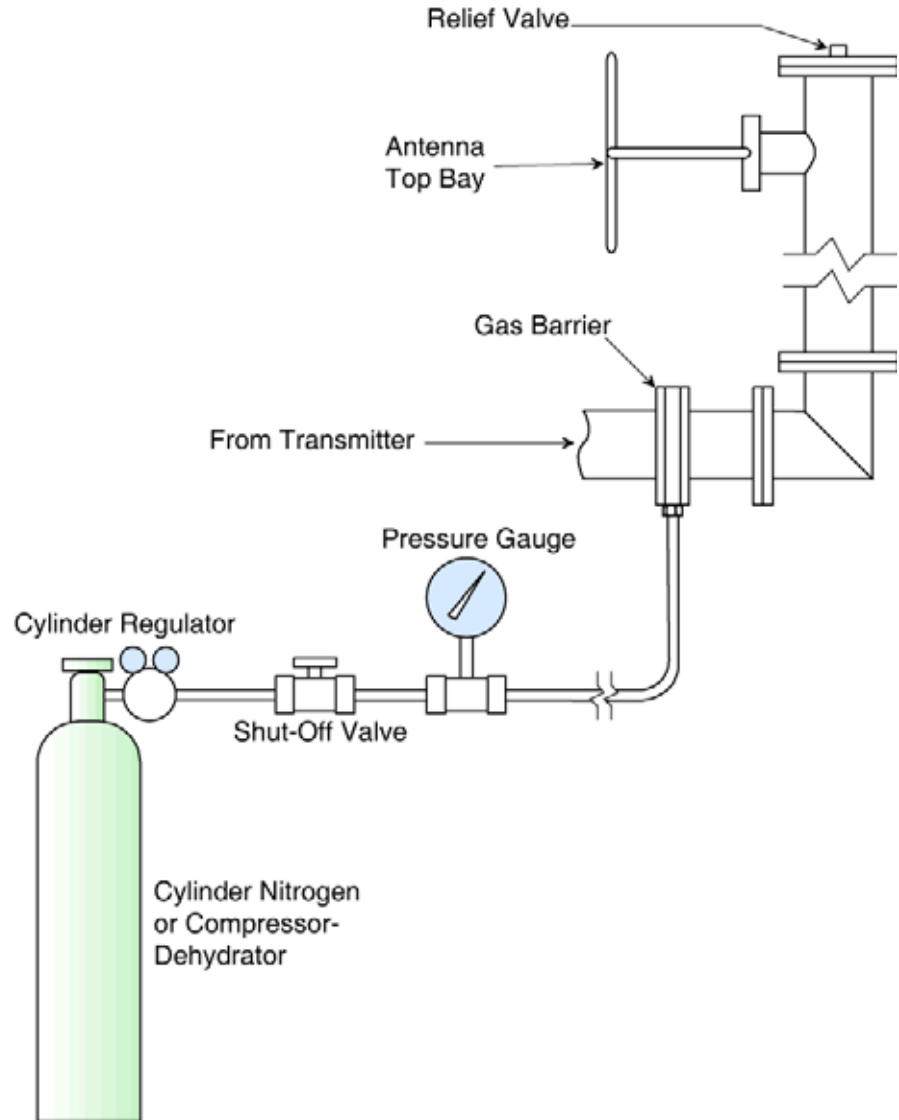 Relief Valve
Antenna
Top Bay
Gas Barrier
From Transmitter
Pressure Gauge
Cylinder Regulator
Shut-Off Valve
Cylinder Nitrogen
or Compressor-
Dehydrator